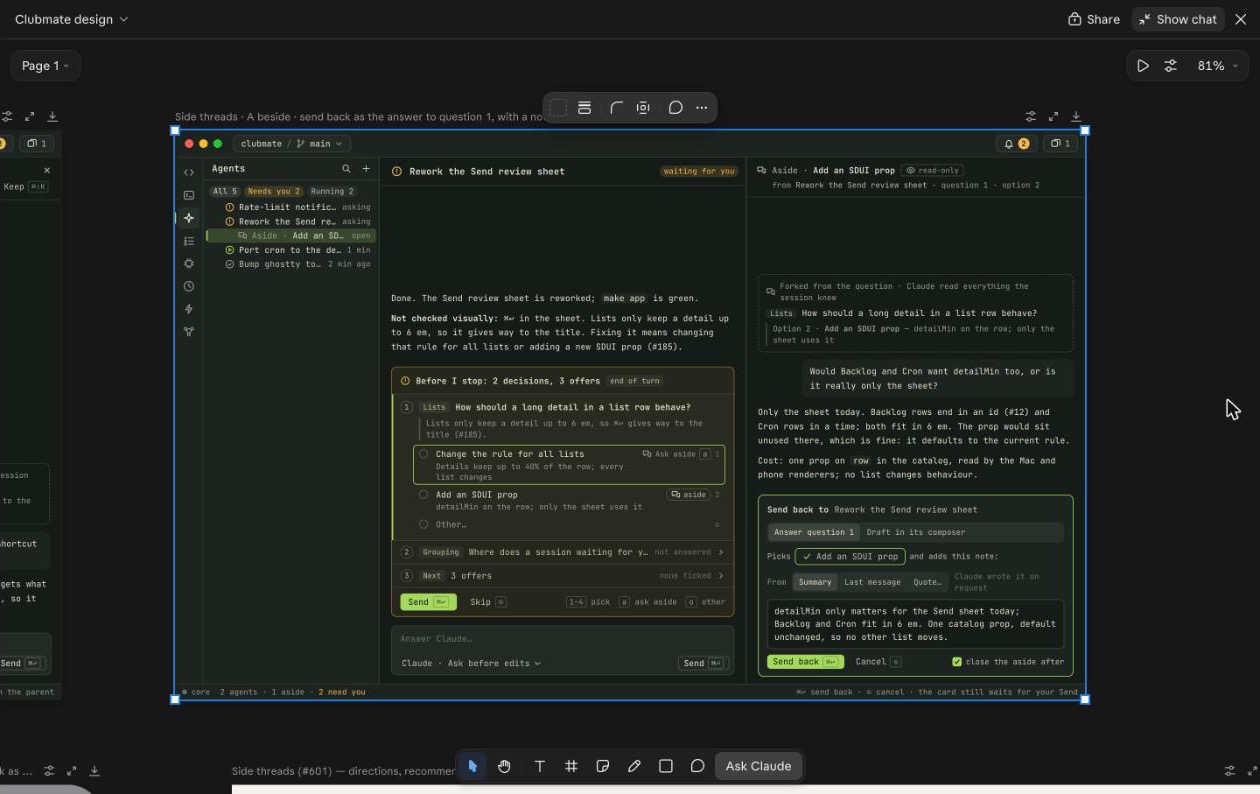 Clubmate design
Share
Show chat
Page 1
81%
Side threads · A beside · send back as the answer to question 1, with a no
2
1
Keep ⌘⇧K
ession
to the
shortcut
gets what
, so it
Send ⌘↵
n the parent
clubmate / main
2
1
Agents
All 5 Needs you 2 Running 2
Rate-limit notific… asking
Rework the Send re… asking
Aside · Add an SD… open
Port cron to the de… 1 min
Bump ghostty to… 2 min ago
Rework the Send review sheet waiting for you
Done. The Send review sheet is reworked; make app is green.
Not checked visually: ⌘↵ in the sheet. Lists only keep a detail up
to 6 em, so it gives way to the title. Fixing it means changing
that rule for all lists or adding a new SDUI prop (#185).
Before I stop: 2 decisions, 3 offers end of turn
1 Lists How should a long detail in a list row behave?
Lists only keep a detail up to 6 em, so ⌘↵ gives way to the
title (#185).
Change the rule for all lists Ask aside a 1
Details keep up to 40% of the row; every
list changes
Add an SDUI prop aside 2
detailMin on the row; only the sheet uses it
Other…
2 Grouping Where does a session waiting for y… not answered
3 Next 3 offers none ticked
Send ⌘↵ Skip 1–4 pick a ask aside o other
Answer Claude…
Claude · Ask before edits Send ⌘↵
Aside · Add an SDUI prop read-only
from Rework the Send review sheet · question 1 · option 2
Forked from the question · Claude read everything the
session knew
Lists How should a long detail in a list row behave?
Option 2 · Add an SDUI prop — detailMin on the row; only the
sheet uses it
Would Backlog and Cron want detailMin too, or is
it really only the sheet?
Only the sheet today. Backlog rows end in an id (#12) and
Cron rows in a time; both fit in 6 em. The prop would sit
unused there, which is fine: it defaults to the current rule.
Cost: one prop on row in the catalog, read by the Mac and
phone renderers; no list changes behaviour.
Send back to Rework the Send review sheet
Answer question 1 Draft in its composer
Picks ✓ Add an SDUI prop and adds this note:
From Summary Last message Quote… Claude wrote it on
request
detailMin only matters for the Send sheet today;
Backlog and Cron fit in 6 em. One catalog prop, default
unchanged, so no other list moves.
Send back ⌘↵ Cancel close the aside after
core 2 agents · 1 aside · 2 need you
⌘↵ send back · cancel · the card still waits for your Send
k as ...
Side threads (#601) — directions, recommer
Ask Claude